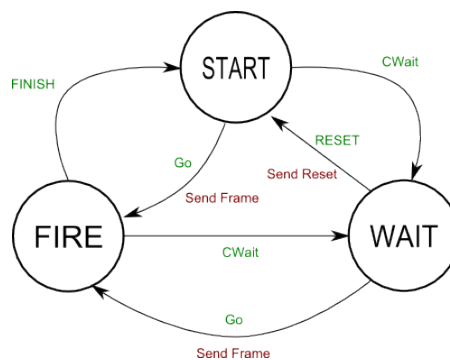 START
CWait
FINISH
RESET
Go
Send Reset
Send Frame
FIRE
WAIT
CWait
Go
Send Frame